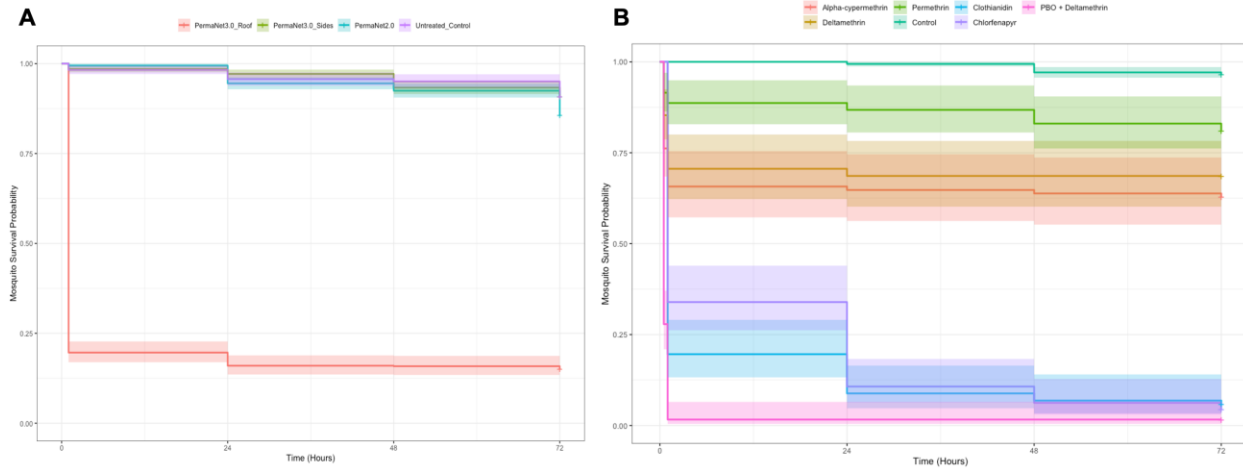 A
PermaNet3.0_Roof PermaNet3.0_Sides PermaNet2.0 Untreated_Control
Mosquito Survival Probability
1.00
0.75
0.50
0.25
0.00
0 24 48 72
Time (Hours)
B
Alpha-cypermethrin Permethrin Clothianidin PBO + Deltamethrin
Deltamethrin Control Chlorfenapyr
Mosquito Survival Probability
1.00
0.75
0.50
0.25
0.00
0 24 48 72
Time (Hours)